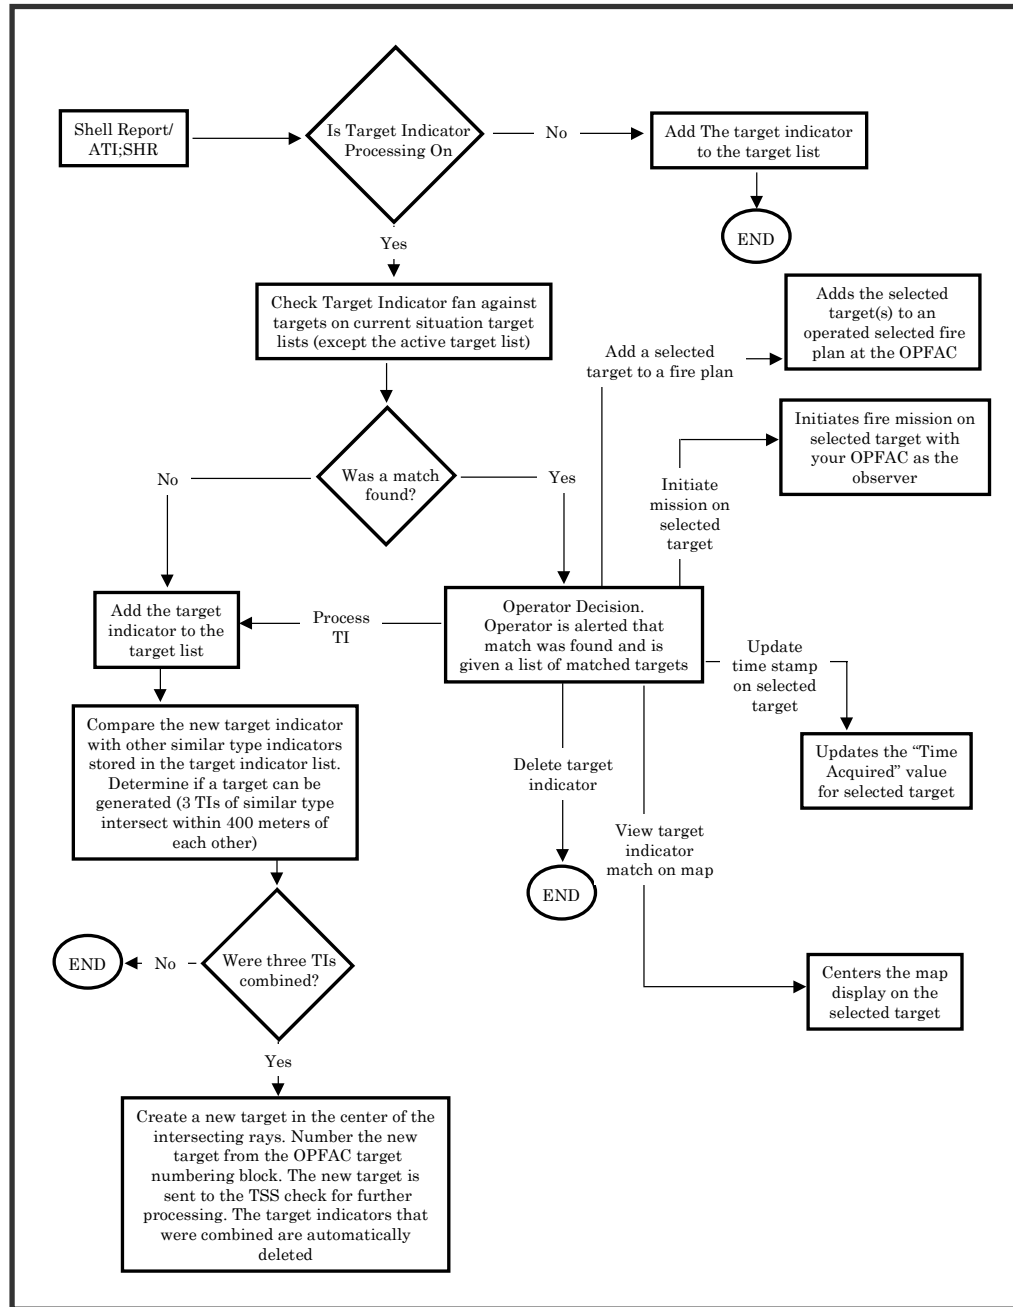 Shell Report/
ATI;SHR
Is Target Indicator
Processing On
No
Add The target indicator
to the target list
END
Yes
Check Target Indicator fan against
targets on current situation target
lists (except the active target list)
Add a selected
target to a fire plan
Adds the selected
target(s) to an
operated selected fire
plan at the OPFAC
Initiates fire mission on
selected target with
your OPFAC as the
observer
Was a match
found?
No
Yes
Initiate
mission on
selected
target
Add the target
indicator to the
target list
Process
TI
Operator Decision.
Operator is alerted that
match was found and is
given a list of matched targets
Update
time stamp
on selected
target
Updates the “Time
Acquired” value
for selected target
Compare the new target indicator
with other similar type indicators
stored in the target indicator list.
Determine if a target can be
generated (3 TIs of similar type
intersect within 400 meters of
each other)
Delete target
indicator
END
View target
indicator
match on map
Centers the map
display on the
selected target
Were three TIs
combined?
No
END
Yes
Create a new target in the center of the
intersecting rays. Number the new
target from the OPFAC target
numbering block. The new target is
sent to the TSS check for further
processing. The target indicators that
were combined are automatically
deleted